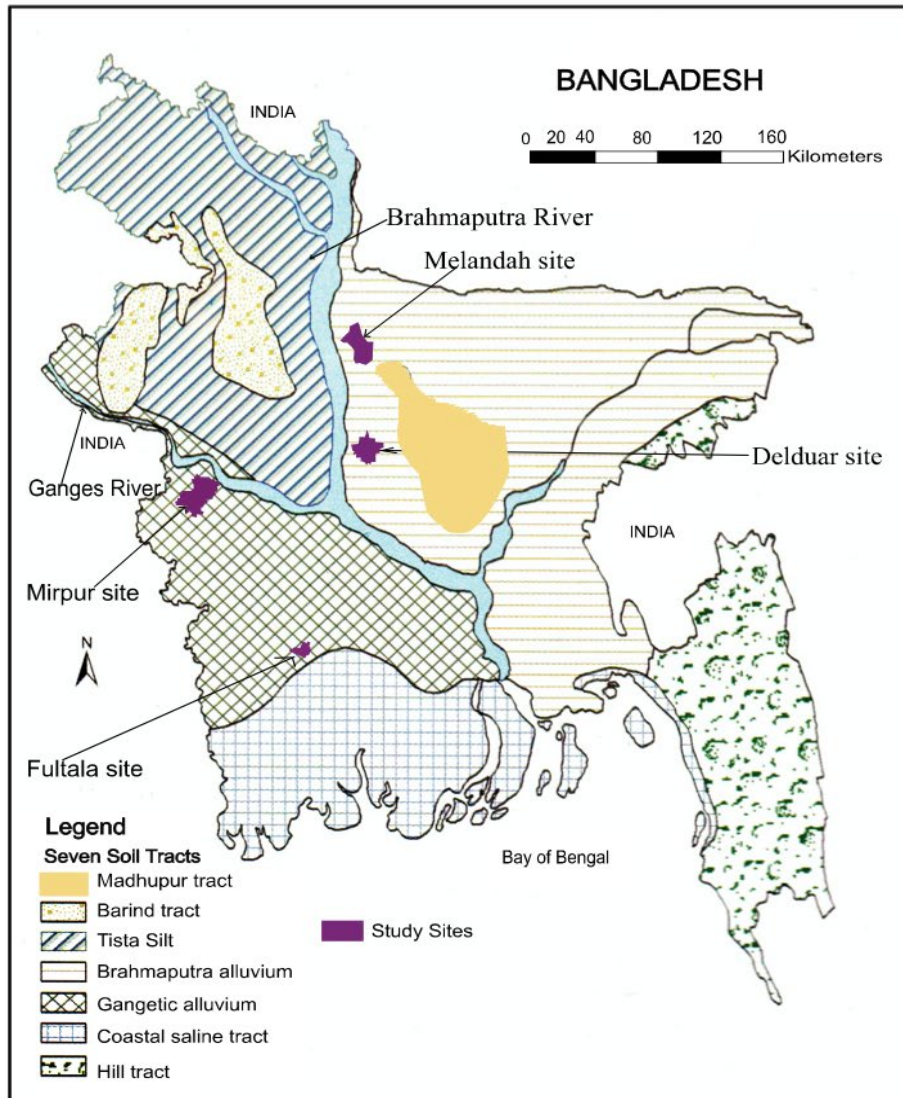 BANGLADESH
INDIA
0 20 40 80 120 160
Kilometers
Brahmaputra River
Melandah site
INDIA
Ganges River
Delduar site
INDIA
Mirpur site
N
Fultala site
Legend
Seven Soil Tracts
Madhupur tract
Barind tract
Tista Silt
Brahmaputra alluvium
Gangetic alluvium
Coastal saline tract
Hill tract
Study Sites
Bay of Bengal